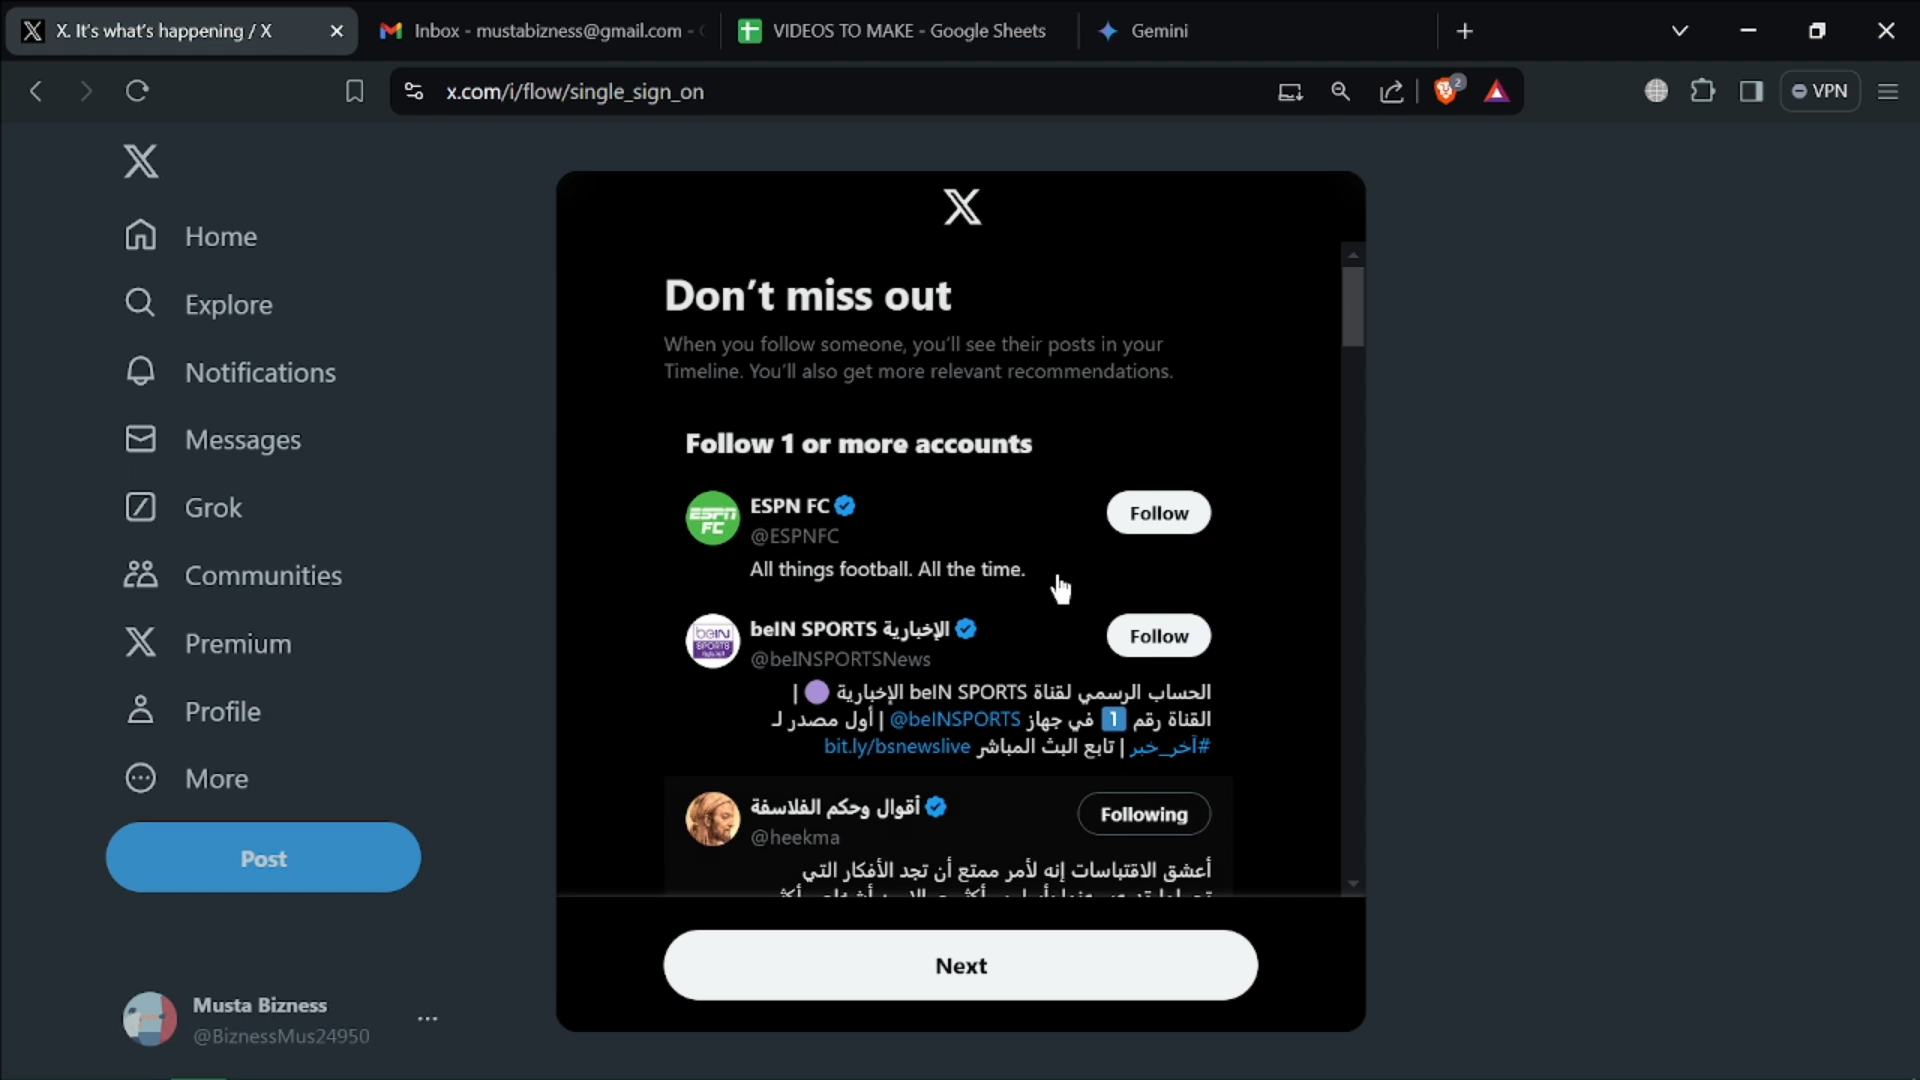 X. It's what's happening / X
Inbox - mustabizness@gmail.com -
VIDEOS TO MAKE - Google Sheets
Gemini
x.com/i/flow/single_sign_on
2
VPN
Home
Explore
Notifications
Messages
Grok
Communities
Premium
Profile
More
Post
Musta Bizness
@BiznessMus24950
Don't miss out
When you follow someone, you'll see their posts in your
Timeline. You'll also get more relevant recommendations.
Follow 1 or more accounts
ESPN FC
ESPN FC
@ESPNFC
All things football. All the time.
Follow
beIN SPORTS
beIN SPORTS الإخبارية
@beINSPORTSNews
Follow
الحساب الرسمي لقناة beIN SPORTS الإخبارية 🟣 |
القناة رقم 1️⃣ في جهاز @beINSPORTS | أول مصدر لـ
#آخر_خبر | تابع البث المباشر bit.ly/bsnewslive
أقوال وحكم الفلاسفة
@heekma
Following
أعشق الاقتباسات إنه لأمر ممتع أن تجد الأفكار التي
Next